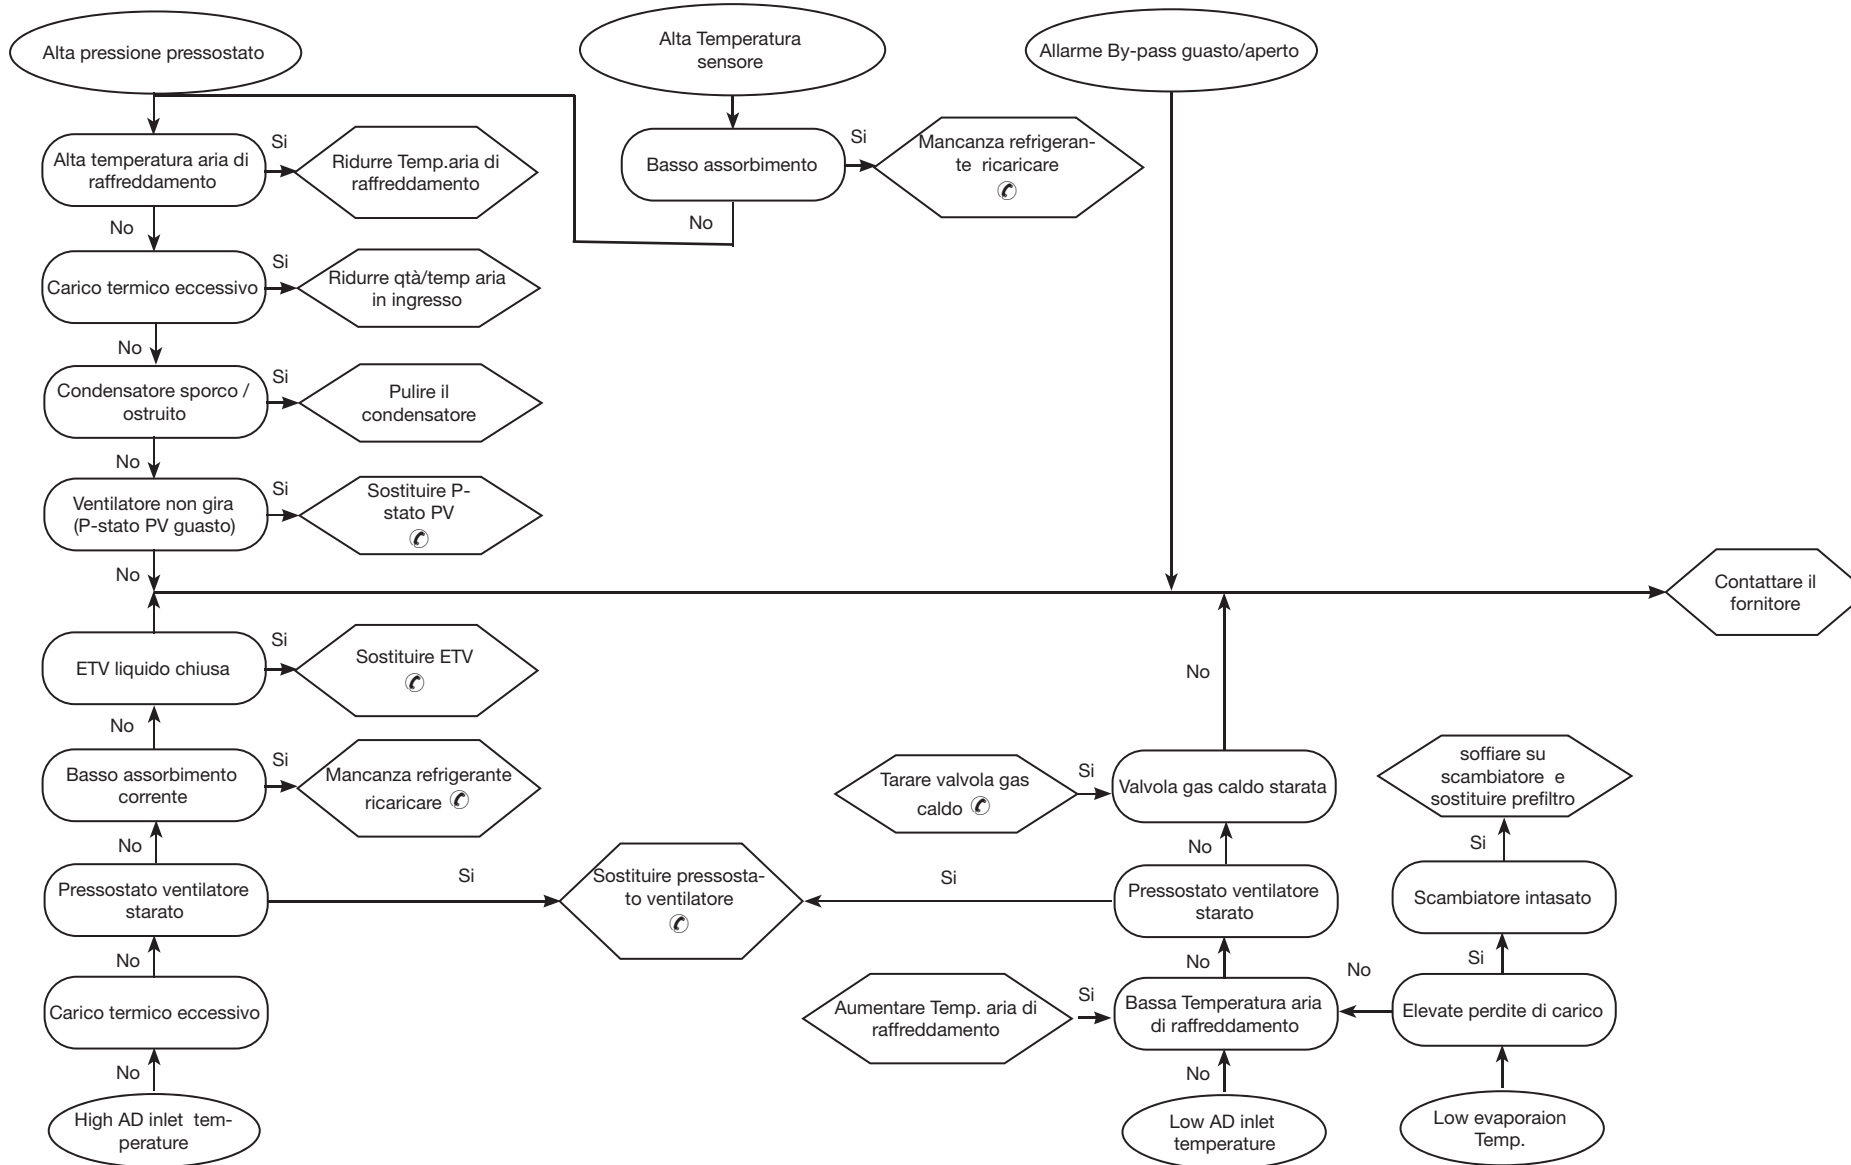 Alta pressione pressostato
Alta Temperatura
sensore
Allarme By-pass guasto/aperto
Alta temperatura aria di
raffreddamento
Si
Ridurre Temp.aria di
raffreddamento
Basso assorbimento
Si
Mancanza refrigeran-
te ricaricare
No
No
Carico termico eccessivo
Si
Ridurre qtà/temp aria
in ingresso
No
Condensatore sporco /
ostruito
Si
Pulire il
condensatore
No
Ventilatore non gira
(P-stato PV guasto)
Si
Sostituire P-
stato PV
No
Contattare il
fornitore
ETV liquido chiusa
Si
Sostituire ETV
No
No
Basso assorbimento
corrente
Si
Mancanza refrigerante
ricaricare
Tarare valvola gas
caldo
Si
Valvola gas caldo starata
soffiare su
scambiatore e
sostituire prefiltro
No
No
Si
Pressostato ventilatore
starato
Si
Sostituire pressosta-
to ventilatore
Si
Pressostato ventilatore
starato
Scambiatore intasato
No
No
No
Si
Carico termico eccessivo
Aumentare Temp. aria di
raffreddamento
Si
Bassa Temperatura aria
di raffreddamento
Elevate perdite di carico
No
No
High AD inlet tem-
perature
Low AD inlet
temperature
Low evaporaion
Temp.